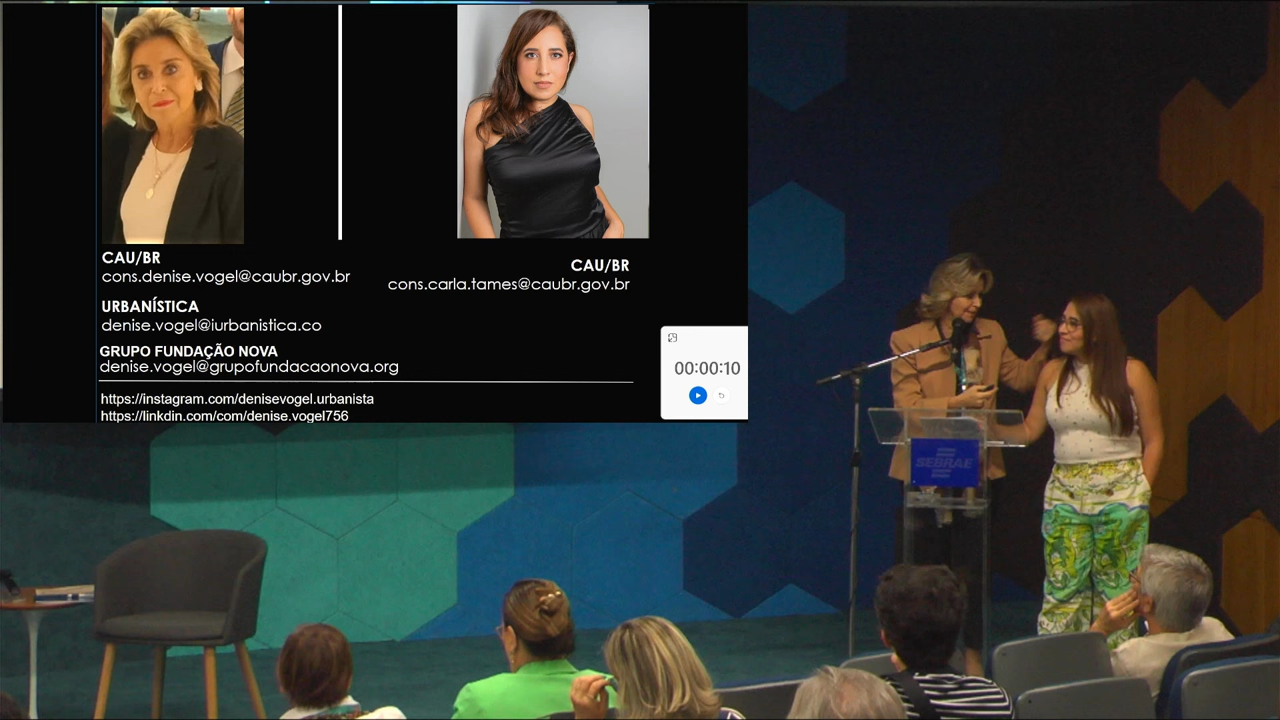 CAU/BR
cons.denise.vogel@caubr.gov.br
URBANÍSTICA
denise.vogel@iurbanistica.co
GRUPO FUNDAÇÃO NOVA
denise.vogel@grupofundacaonova.org
https://instagram.com/denisevogel.urbanista
https://linkdin.com/com/denise.vogel756
CAU/BR
cons.carla.tames@caubr.gov.br
00:00:10
SEBRAE